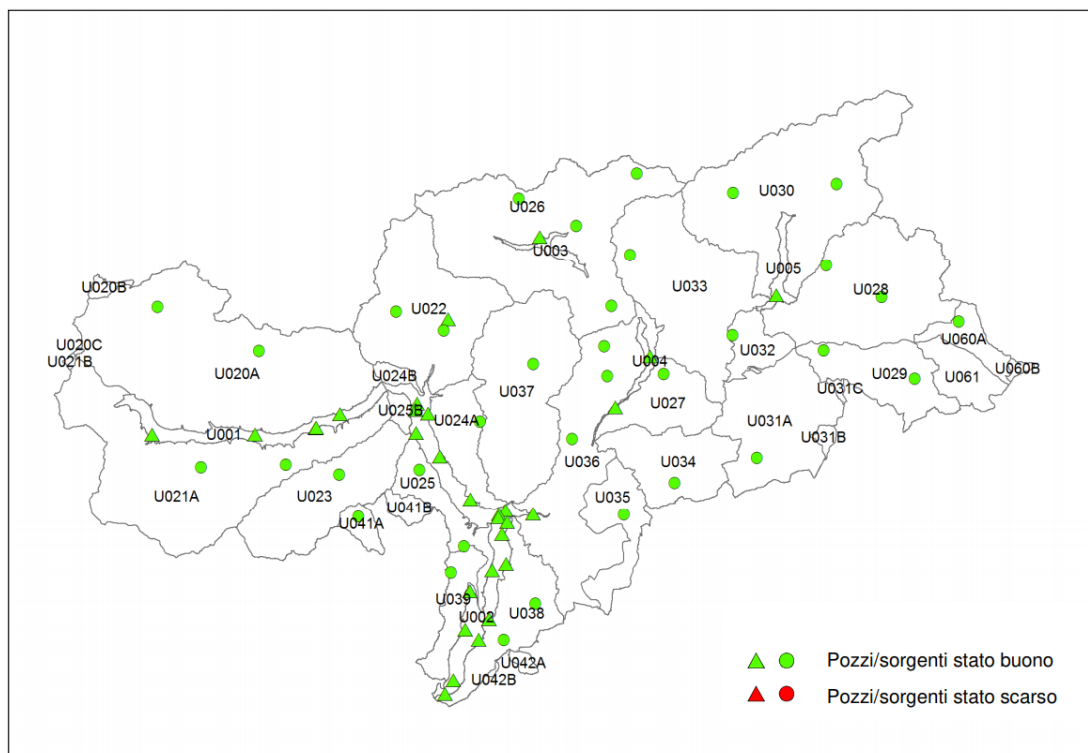 U030
U026
U003
U005
U033
U028
U020B
U022
U032
U060A
U020C
U021B
U020A
U024B
U004
U060B
U037
U027
U031C
U029
U061
U025B
U024A
U031A
U001
U031B
U036
U034
U021A
U023
U025
U035
U041B
U041A
U039
U002
U038
U042A
U042B
Pozzi/sorgenti stato buono
Pozzi/sorgenti stato scarso